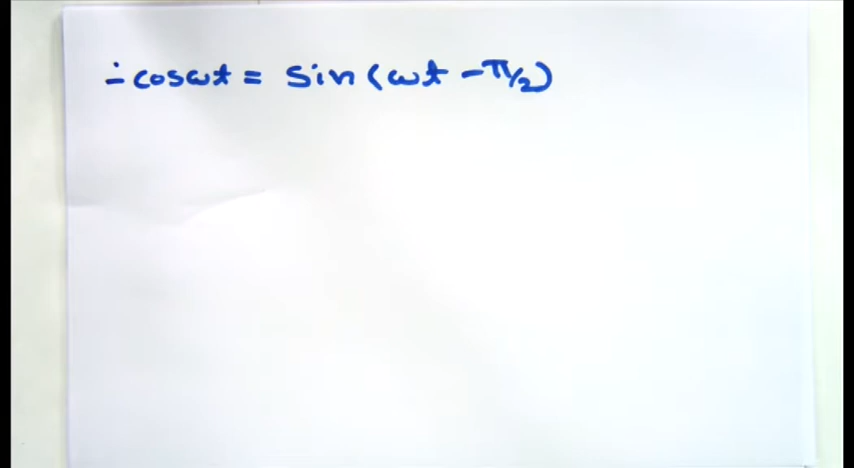 -cosωt = sin(ωt - π/2)